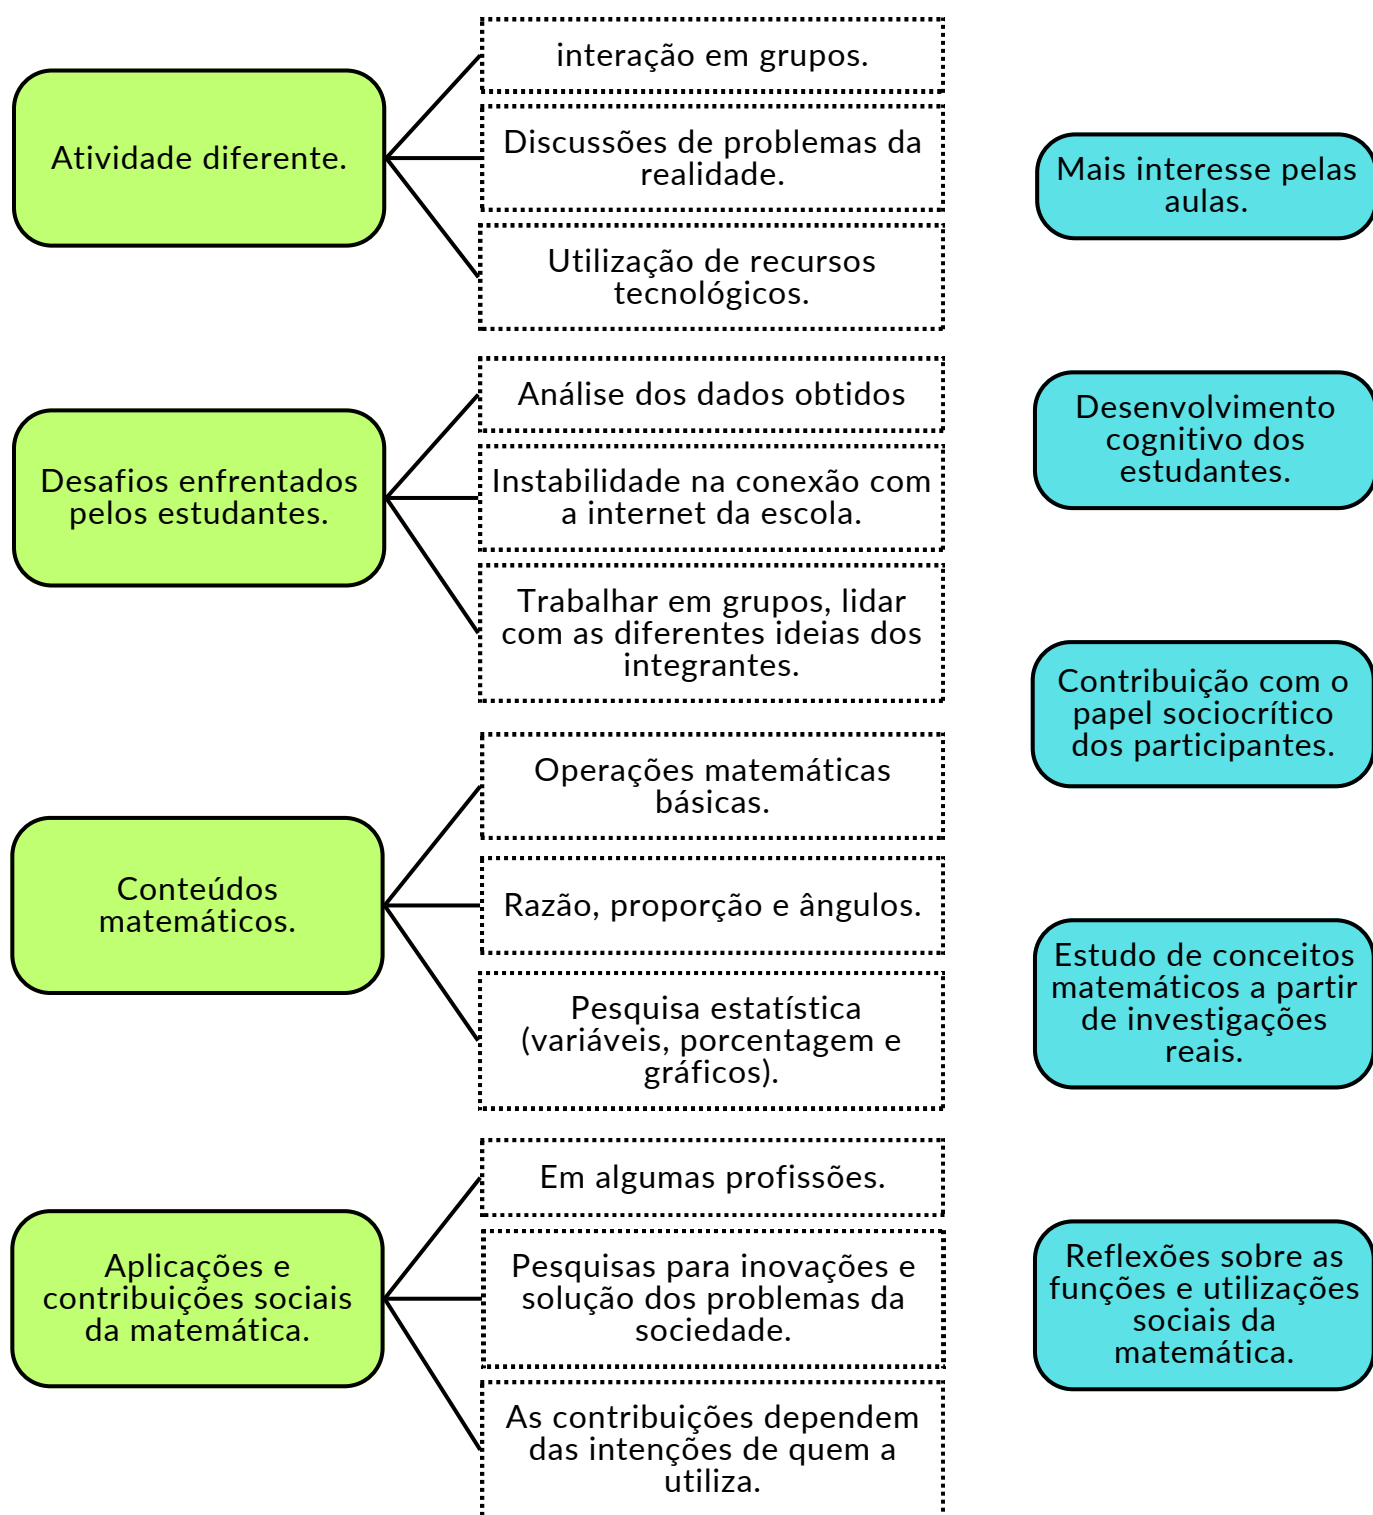 Atividade diferente.
interação em grupos.
Discussões de problemas da
realidade.
Utilização de recursos
tecnológicos.
Mais interesse pelas
aulas.
Desafios enfrentados
pelos estudantes.
Análise dos dados obtidos
Instabilidade na conexão com
a internet da escola.
Trabalhar em grupos, lidar
com as diferentes ideias dos
integrantes.
Desenvolvimento
cognitivo dos
estudantes.
Contribuição com o
papel sociocrítico
dos participantes.
Conteúdos
matemáticos.
Operações matemáticas
básicas.
Razão, proporção e ângulos.
Pesquisa estatística
(variáveis, porcentagem e
gráficos).
Estudo de conceitos
matemáticos a partir
de investigações
reais.
Aplicações e
contribuições sociais
da matemática.
Em algumas profissões.
Pesquisas para inovações e
solução dos problemas da
sociedade.
As contribuições dependem
das intenções de quem a
utiliza.
Reflexões sobre as
funções e utilizações
sociais da
matemática.